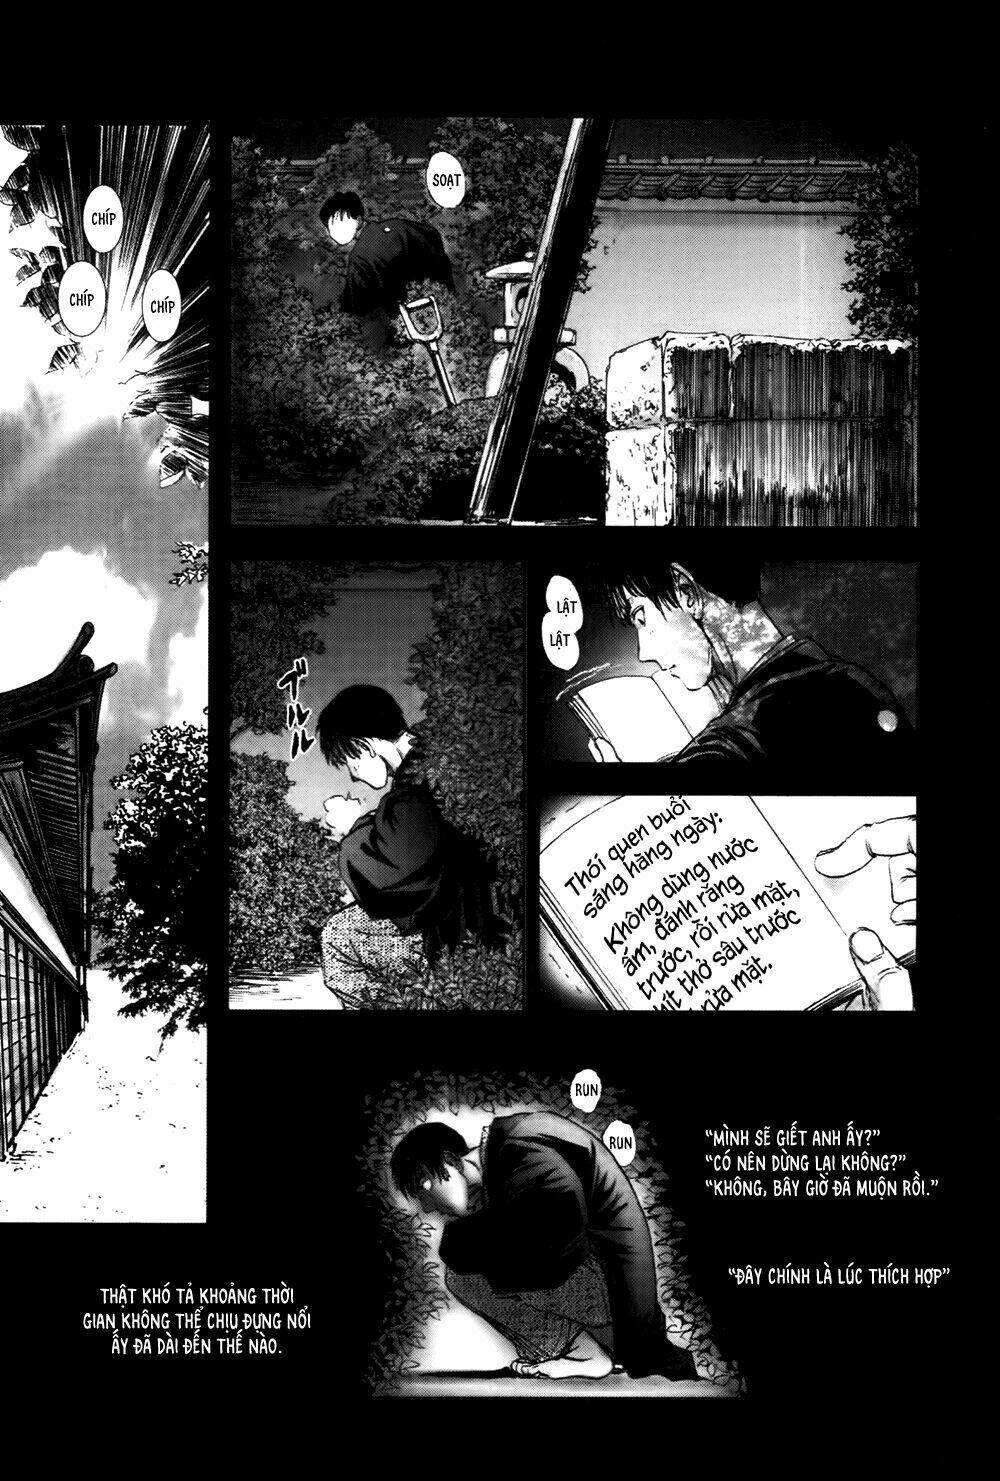 SOẠT
LẬT
LẬT
ブルルル
Thói quen buổi
sáng hàng ngày:
Không dùng nước
ấm, đánh răng
trước, rồi rửa mặt,
hít thở sâu trước
rửa mặt.
RUN
RUN
“MÌNH SẼ GIẾT ANH ẤY?”
“CÓ NÊN DỪNG LẠI KHÔNG?”
“KHÔNG, BÂY GIỜ ĐÃ MUỘN RỒI.”
“ĐÂY CHÍNH LÀ LÚC THÍCH HỢP”
THẬT KHÓ TẢ KHOẢNG THỜI
GIAN KHÔNG THỂ CHỊU ĐỰNG NỔI
ẤY ĐÃ DÀI ĐẾN THẾ NÀO.
CHÍP
CHÍP
CHÍP